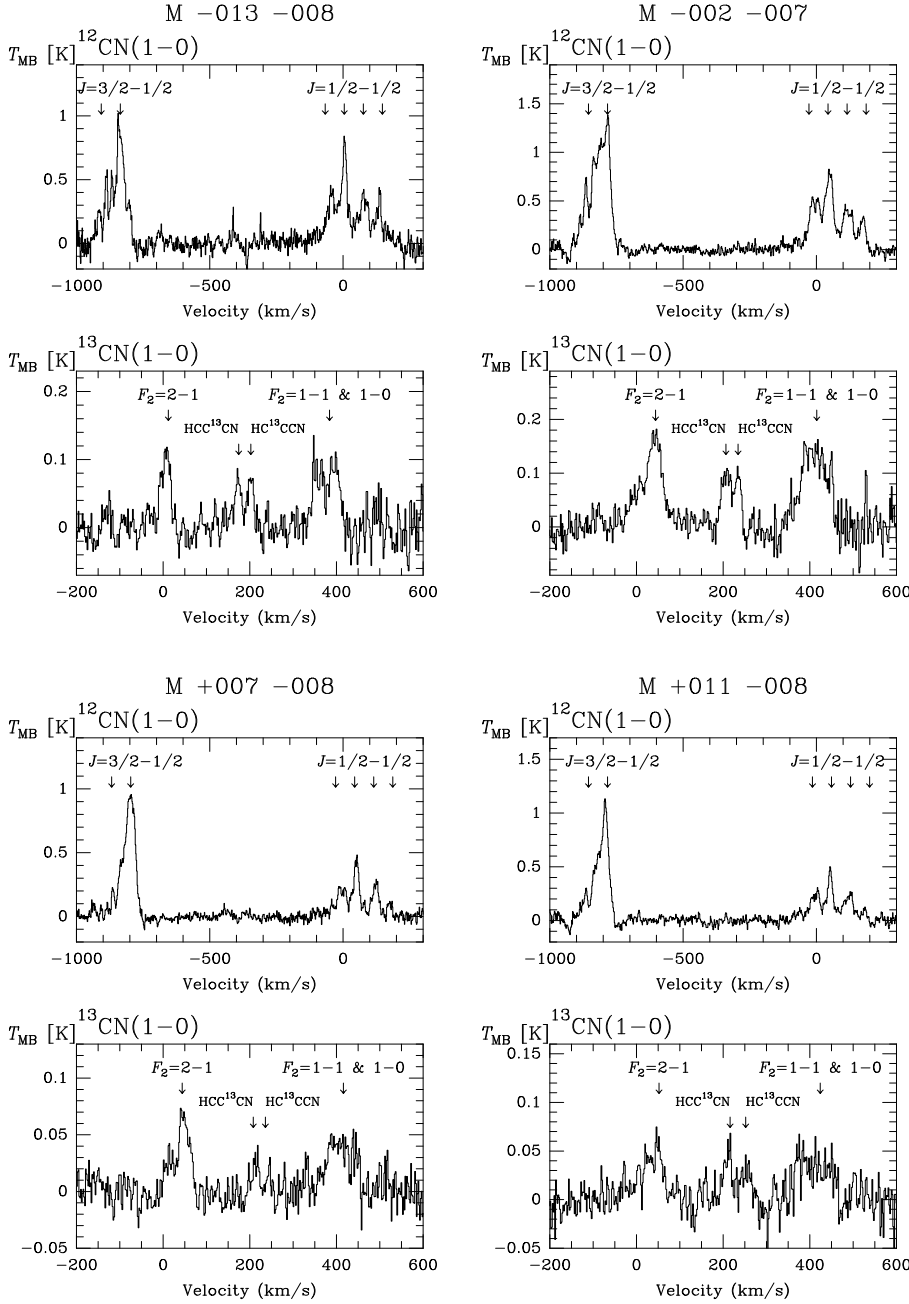 M −013 −008
T_MB [K] ¹²CN(1−0)
J=3/2−1/2 J=1/2−1/2
1
0.5
0
−1000 −500 0
Velocity (km/s)
T_MB [K] ¹³CN(1−0)
F₂=2−1 F₂=1−1 & 1−0
HCC¹³CN HC¹³CCN
0.2
0.1
0
−200 0 200 400 600
Velocity (km/s)
M −002 −007
T_MB [K] ¹²CN(1−0)
J=3/2−1/2 J=1/2−1/2
1.5
1
0.5
0
−1000 −500 0
Velocity (km/s)
T_MB [K] ¹³CN(1−0)
F₂=2−1 F₂=1−1 & 1−0
HCC¹³CN HC¹³CCN
0.2
0.1
0
−200 0 200 400 600
Velocity (km/s)
M +007 −008
T_MB [K] ¹²CN(1−0)
J=3/2−1/2 J=1/2−1/2
1
0.5
0
−1000 −500 0
Velocity (km/s)
T_MB [K] ¹³CN(1−0)
F₂=2−1 F₂=1−1 & 1−0
HCC¹³CN HC¹³CCN
0.1
0.05
0
−0.05
−200 0 200 400 600
Velocity (km/s)
M +011 −008
T_MB [K] ¹²CN(1−0)
1.5
J=3/2−1/2 J=1/2−1/2
1
0.5
0
−1000 −500 0
Velocity (km/s)
T_MB [K] ¹³CN(1−0)
0.15
F₂=2−1 F₂=1−1 & 1−0
HCC¹³CN HC¹³CCN
0.1
0.05
0
−0.05
−200 0 200 400 600
Velocity (km/s)